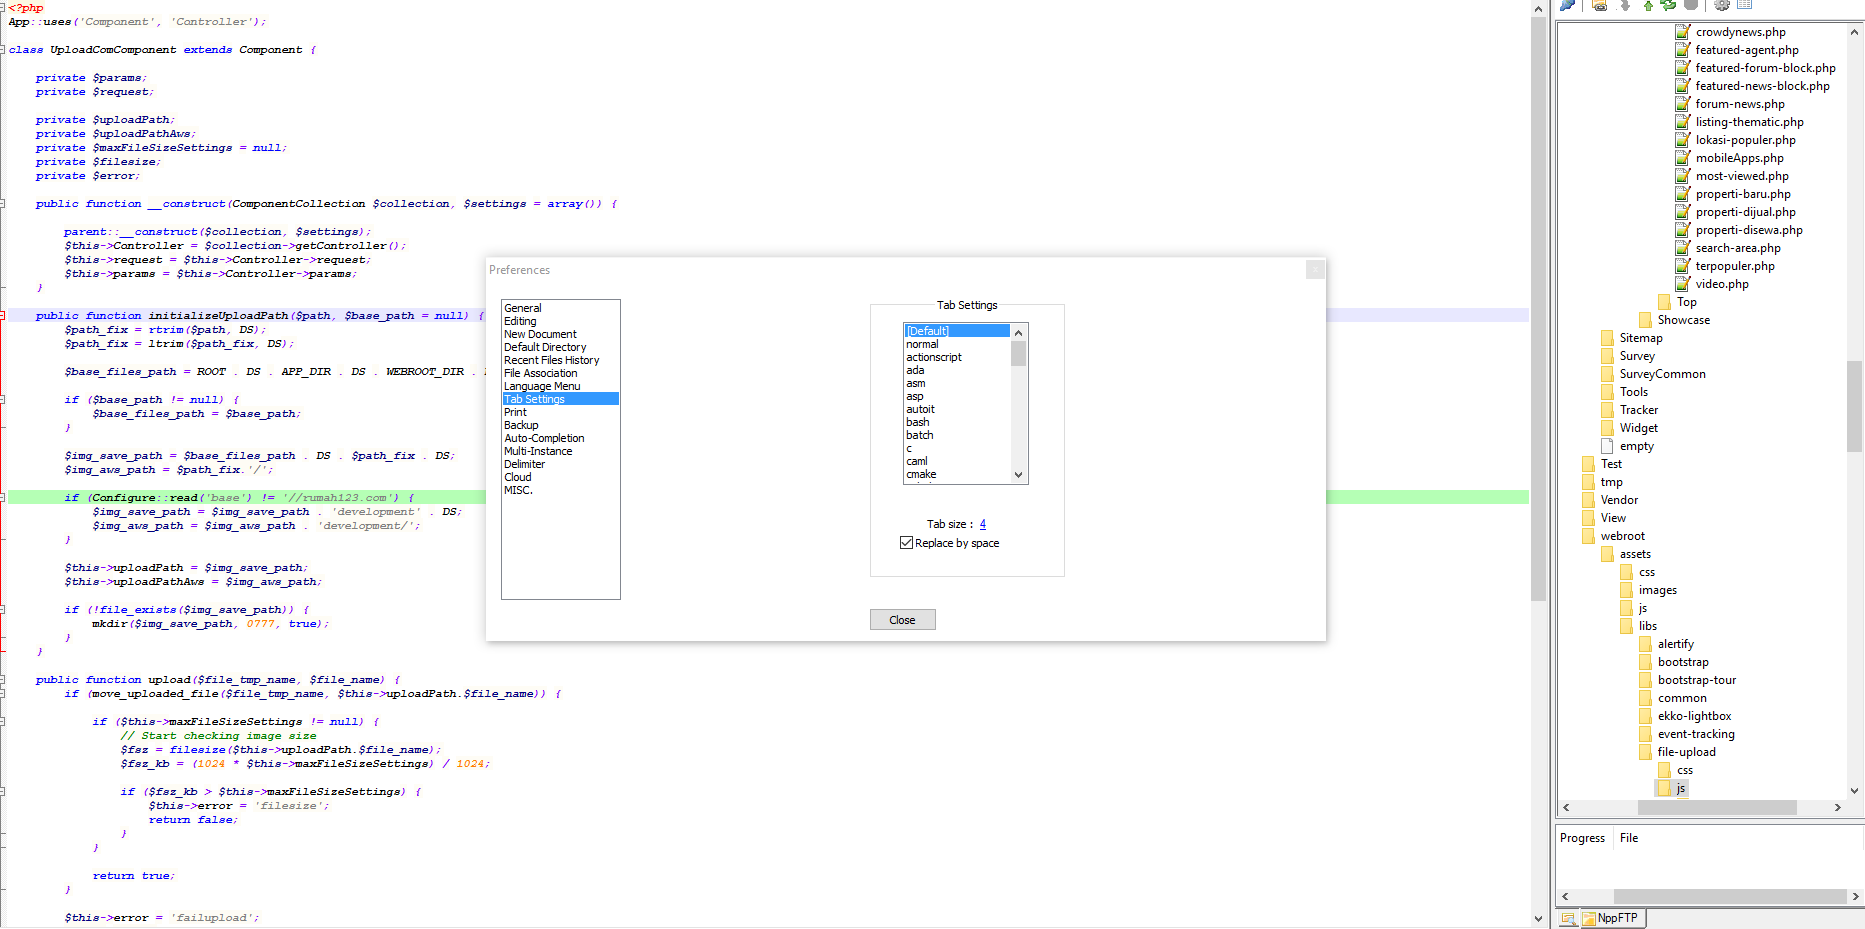 <?php
App::uses('Component', 'Controller');
class UploadComComponent extends Component {
private $params;
private $request;
private $uploadPath;
private $uploadPathAws;
private $maxFileSizeSettings = null;
private $filesize;
private $error;
public function __construct(ComponentCollection $collection, $settings = array()) {
parent::__construct($collection, $settings);
$this->Controller = $collection->getController();
$this->request = $this->Controller->request;
$this->params = $this->Controller->params;
}
public function initializeUploadPath($path, $base_path = null) {
$path_fix = rtrim($path, DS);
$path_fix = ltrim($path_fix, DS);
$base_files_path = ROOT . DS . APP_DIR . DS . WEBROOT_DIR .
if ($base_path != null) {
$base_files_path = $base_path;
}
$img_save_path = $base_files_path . DS . $path_fix . DS;
$img_aws_path = $path_fix.'/';
if (Configure::read('base') != '//rumah123.com') {
$img_save_path = $img_save_path . 'development' . DS;
$img_aws_path = $img_aws_path . 'development/';
}
$this->uploadPath = $img_save_path;
$this->uploadPathAws = $img_aws_path;
if (!file_exists($img_save_path)) {
mkdir($img_save_path, 0777, true);
}
}
public function upload($file_tmp_name, $file_name) {
if (move_uploaded_file($file_tmp_name, $this->uploadPath.$file_name)) {
if ($this->maxFileSizeSettings != null) {
// Start checking image size
$fsz = filesize($this->uploadPath.$file_name);
$fsz_kb = (1024 * $this->maxFileSizeSettings) / 1024;
if ($fsz_kb > $this->maxFileSizeSettings) {
$this->error = 'filesize';
return false;
}
}
return true;
}
$this->error = 'failupload';
Preferences
General
Editing
New Document
Default Directory
Recent Files History
File Association
Language Menu
Tab Settings
Print
Backup
Auto-Completion
Multi-Instance
Delimiter
Cloud
MISC.
Tab Settings
[Default]
normal
actionscript
ada
asm
asp
autoit
bash
batch
c
caml
cmake
Tab size : 4
Replace by space
Close
crowdynews.php
featured-agent.php
featured-forum-block.php
featured-news-block.php
forum-news.php
listing-thematic.php
lokasi-populer.php
mobileApps.php
most-viewed.php
properti-baru.php
properti-dijual.php
properti-disewa.php
search-area.php
terpopuler.php
video.php
Top
Showcase
Sitemap
Survey
SurveyCommon
Tools
Tracker
Widget
empty
Test
tmp
Vendor
View
webroot
assets
css
images
js
libs
alertify
bootstrap
bootstrap-tour
common
ekko-lightbox
event-tracking
file-upload
css
js
Progress File
NppFTP